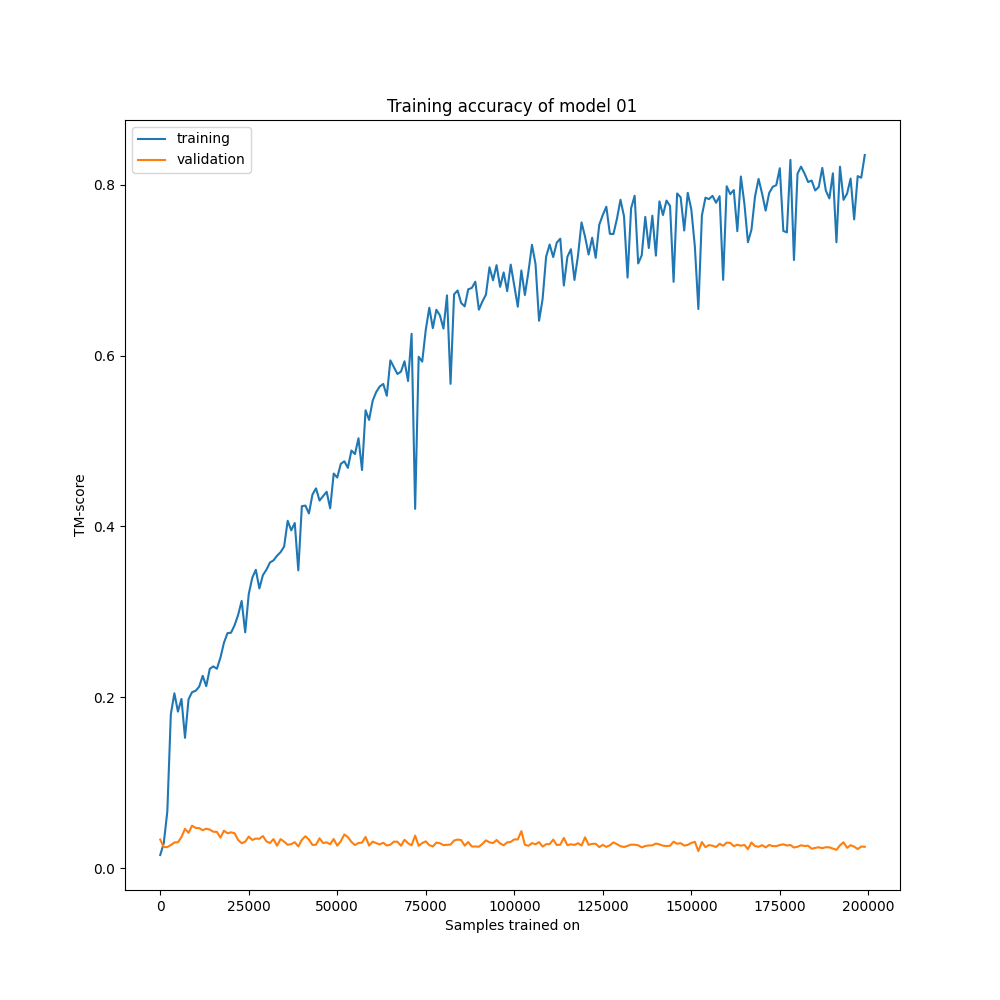 Training accuracy of model 01
training
validation
TM-score
0.8
0.6
0.4
0.2
0.0
0 25000 50000 75000 100000 125000 150000 175000 200000
Samples trained on